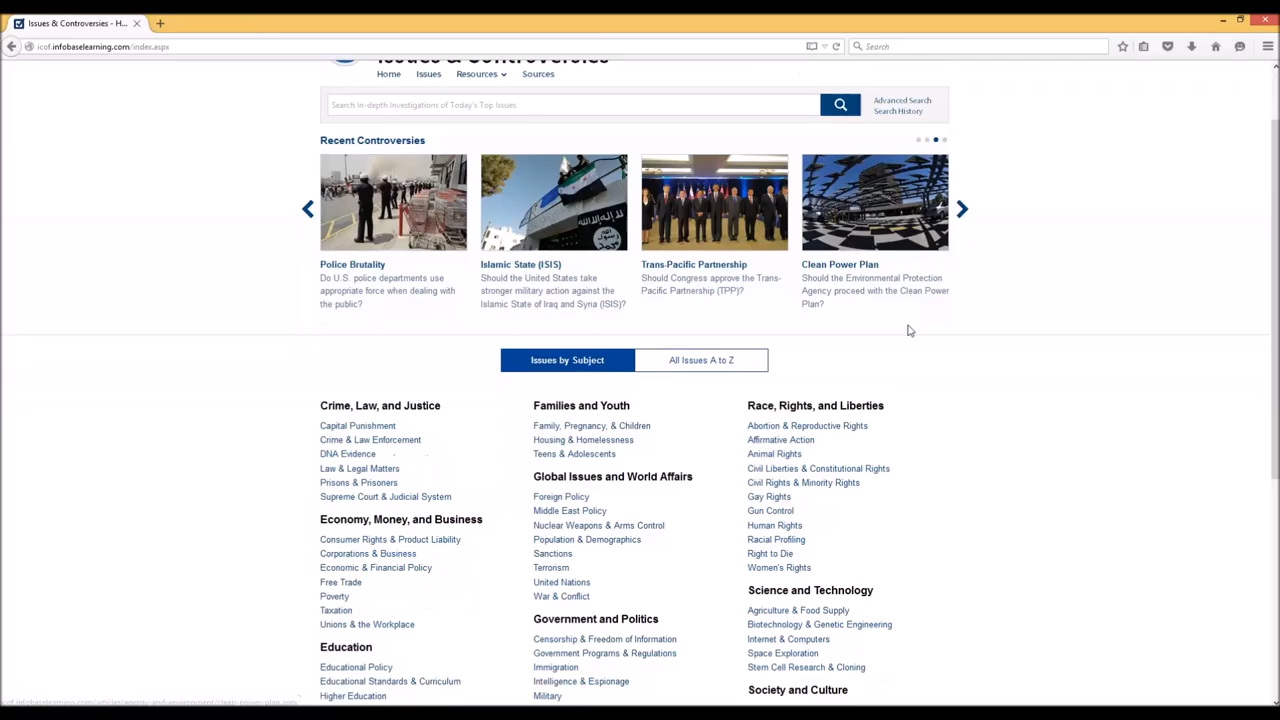 Issues & Controversies - H...
icof.infobaselearning.com/index.aspx
Search
Issues & Controversies
Home
Issues
Resources
Sources
Search In-depth Investigations of Today's Top Issues
Advanced Search
Search History
Recent Controversies
Police Brutality
Do U.S. police departments use
appropriate force when dealing with
the public?
Islamic State (ISIS)
Should the United States take
stronger military action against the
Islamic State of Iraq and Syria (ISIS)?
Trans-Pacific Partnership
Should Congress approve the Trans-
Pacific Partnership (TPP)?
Clean Power Plan
Should the Environmental Protection
Agency proceed with the Clean Power
Plan?
Issues by Subject
All Issues A to Z
Crime, Law, and Justice
Capital Punishment
Crime & Law Enforcement
DNA Evidence
Law & Legal Matters
Prisons & Prisoners
Supreme Court & Judicial System
Economy, Money, and Business
Consumer Rights & Product Liability
Corporations & Business
Economic & Financial Policy
Free Trade
Poverty
Taxation
Unions & the Workplace
Education
Educational Policy
Educational Standards & Curriculum
Higher Education
Families and Youth
Family, Pregnancy, & Children
Housing & Homelessness
Teens & Adolescents
Global Issues and World Affairs
Foreign Policy
Middle East Policy
Nuclear Weapons & Arms Control
Population & Demographics
Sanctions
Terrorism
United Nations
War & Conflict
Government and Politics
Censorship & Freedom of Information
Government Programs & Regulations
Immigration
Intelligence & Espionage
Military
Race, Rights, and Liberties
Abortion & Reproductive Rights
Affirmative Action
Animal Rights
Civil Liberties & Constitutional Rights
Civil Rights & Minority Rights
Gay Rights
Gun Control
Human Rights
Racial Profiling
Right to Die
Women's Rights
Science and Technology
Agriculture & Food Supply
Biotechnology & Genetic Engineering
Internet & Computers
Space Exploration
Stem Cell Research & Cloning
Society and Culture